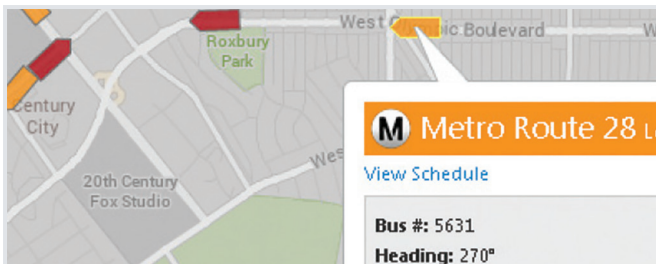 West Olympic Boulevard
W
Roxbury
Park
Century
City
Wes
20th Century
Fox Studio
M Metro Route 28 L
View Schedule
Bus #: 5631
Heading: 270°